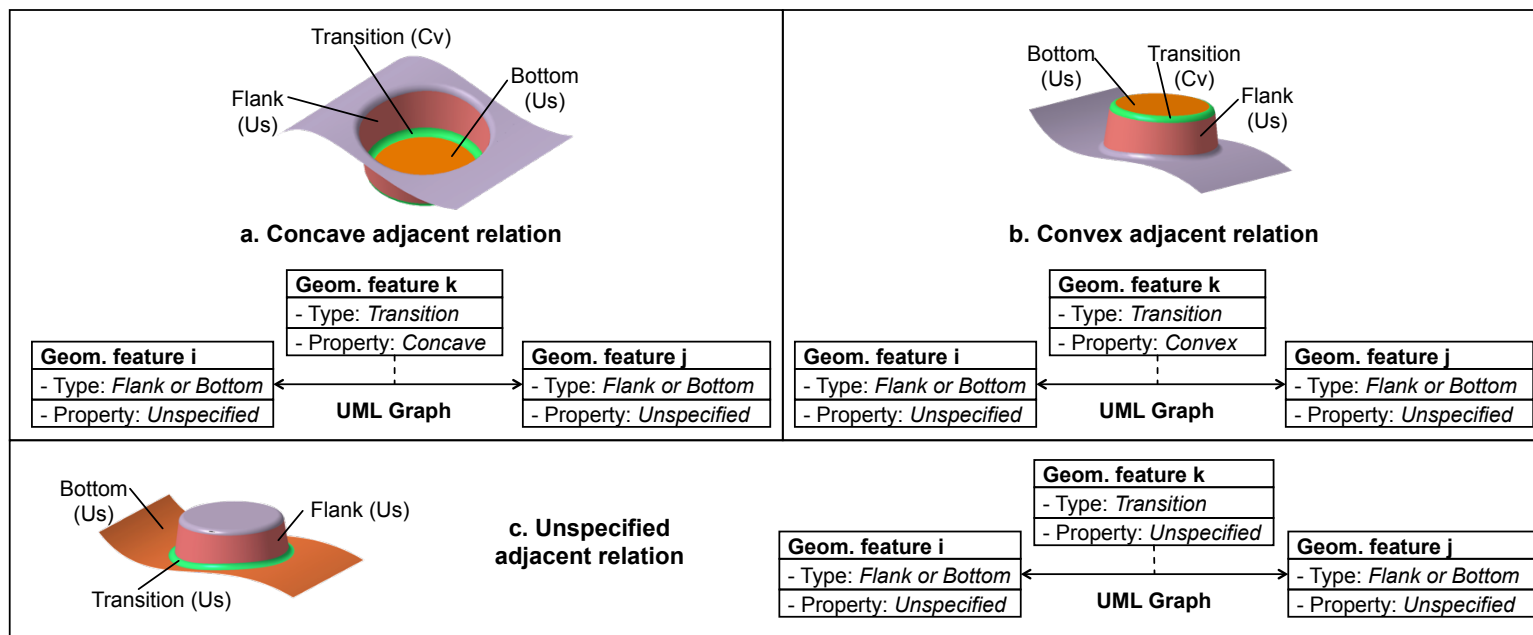 Transition (Cv)
Bottom
(Us)
Flank
(Us)
a. Concave adjacent relation
Geom. feature k
- Type: Transition
- Property: Concave
Geom. feature i
- Type: Flank or Bottom
- Property: Unspecified
Geom. feature j
- Type: Flank or Bottom
- Property: Unspecified
UML Graph
Bottom
(Us)
Transition
(Cv)
Flank
(Us)
b. Convex adjacent relation
Geom. feature k
- Type: Transition
- Property: Convex
Geom. feature i
- Type: Flank or Bottom
- Property: Unspecified
Geom. feature j
- Type: Flank or Bottom
- Property: Unspecified
UML Graph
Bottom
(Us)
Flank (Us)
Transition (Us)
c. Unspecified
adjacent relation
Geom. feature k
- Type: Transition
- Property: Unspecified
Geom. feature i
- Type: Flank or Bottom
- Property: Unspecified
Geom. feature j
- Type: Flank or Bottom
- Property: Unspecified
UML Graph